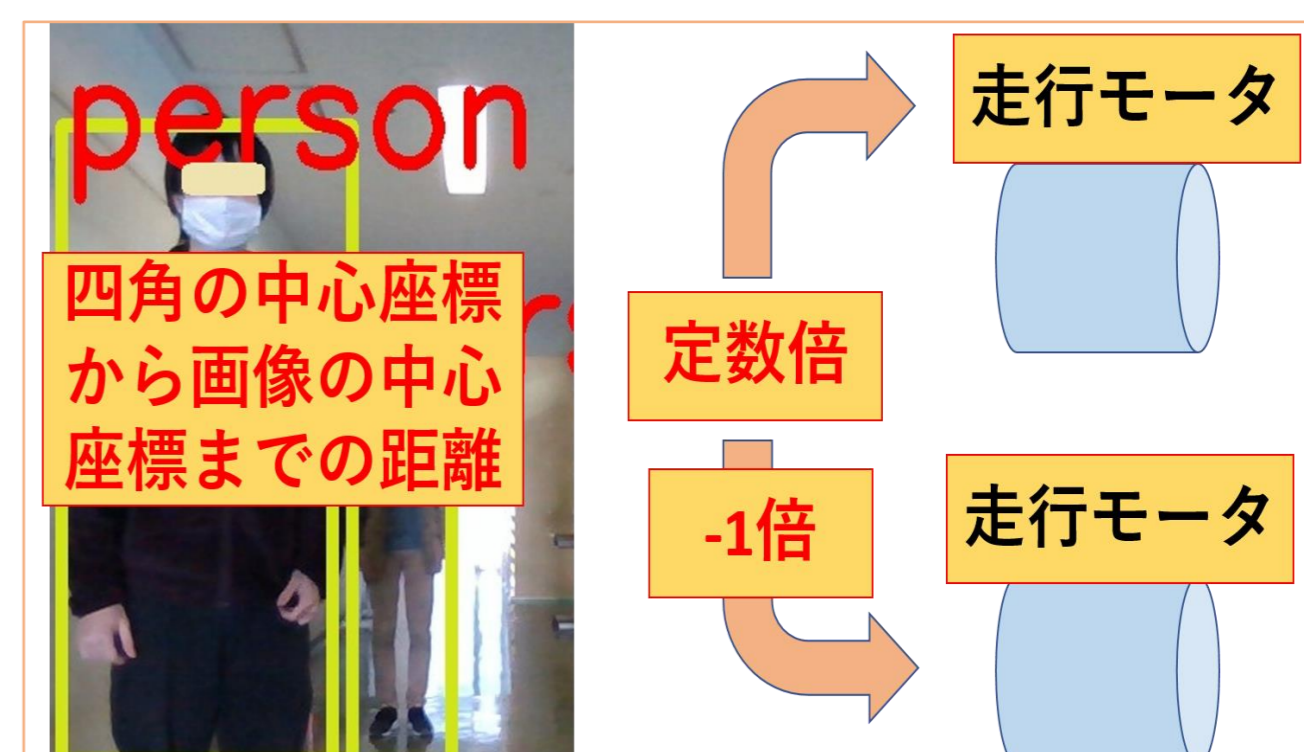 person
四角の中心座標
から画像の中心
座標までの距離
定数倍
-1倍
走行モータ
走行モータ